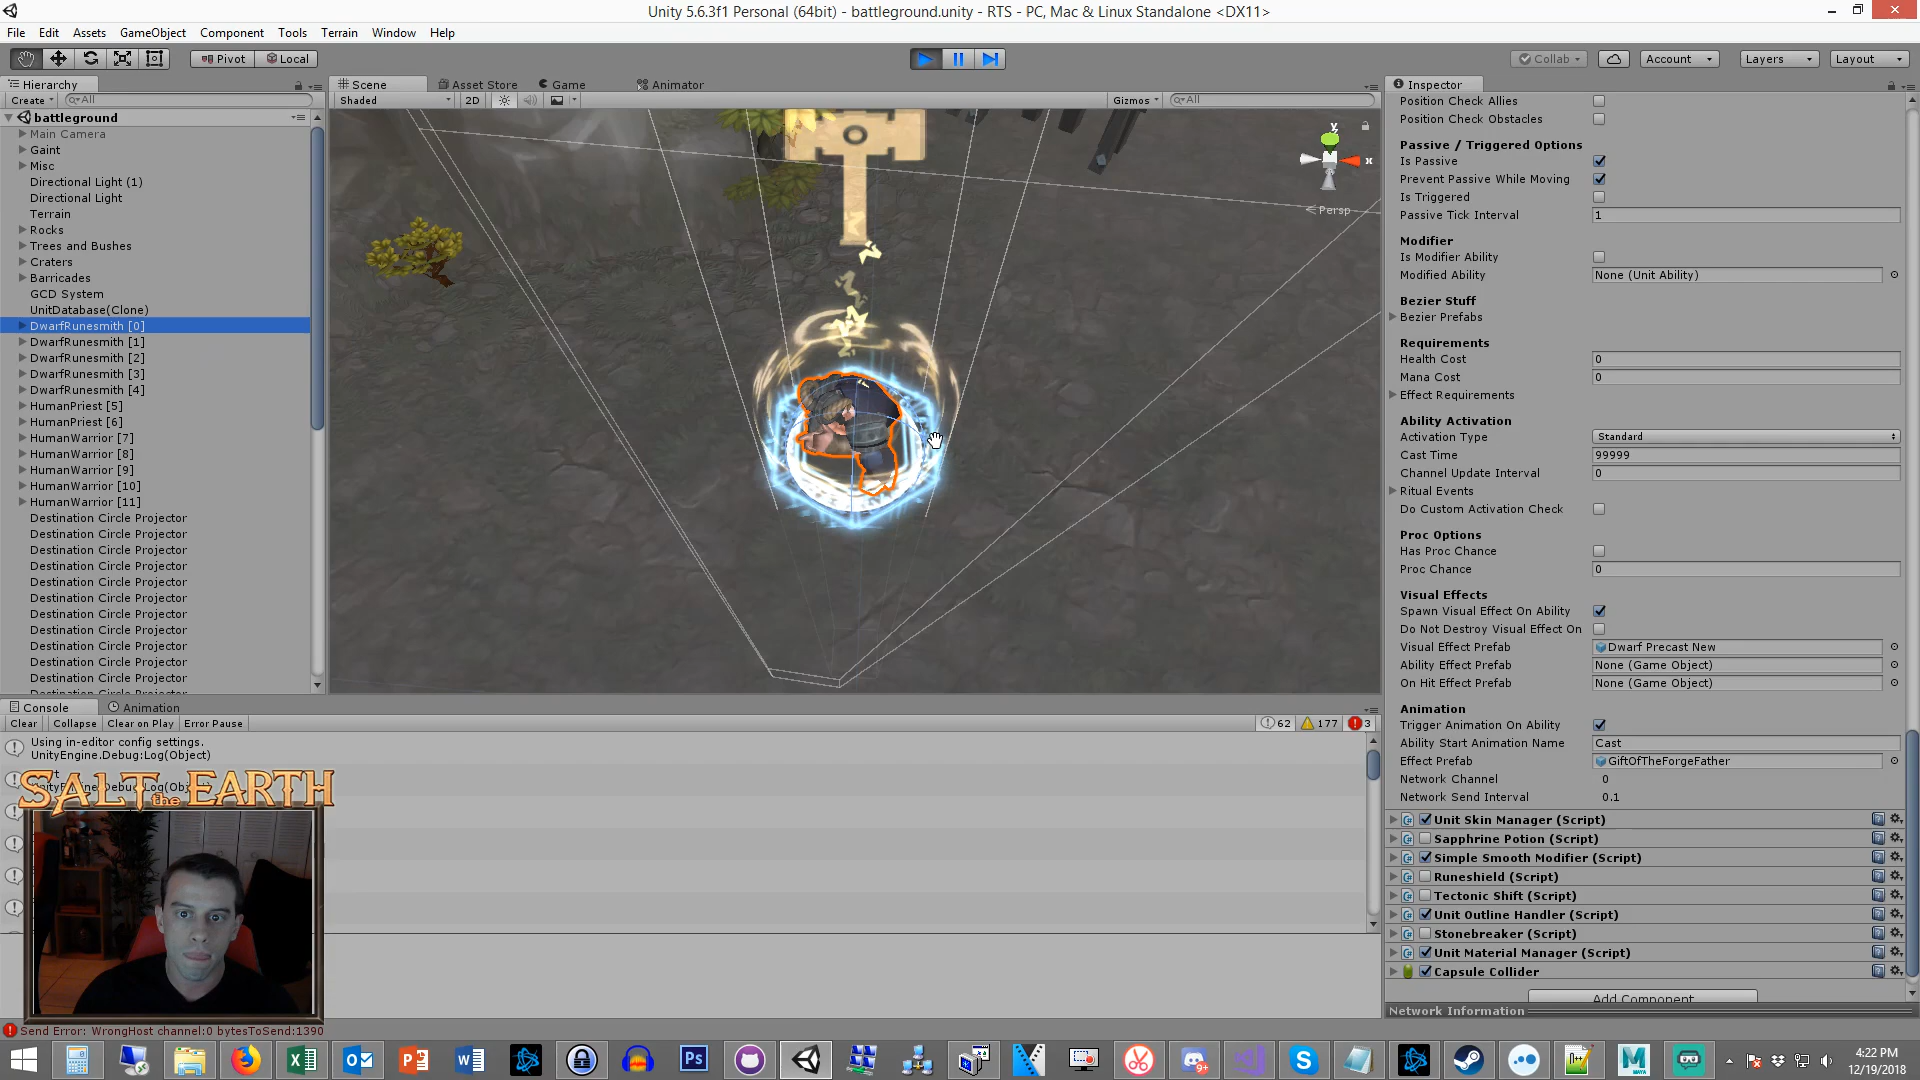 Unity 5.6.3f1 Personal (64bit) - battleground.unity - RTS - PC, Mac & Linux Standalone <DX11>
File Edit Assets GameObject Component Tools Terrain Window Help
Pivot Local Collab Account Layers Layout
Hierarchy
Create All
battleground
Main Camera
Gaint
Misc
Directional Light (1)
Directional Light
Terrain
Rocks
Trees and Bushes
Craters
Barricades
GCD System
UnitDatabase(Clone)
DwarfRunesmith [0]
DwarfRunesmith [1]
DwarfRunesmith [2]
DwarfRunesmith [3]
DwarfRunesmith [4]
HumanPriest [5]
HumanPriest [6]
HumanWarrior [7]
HumanWarrior [8]
HumanWarrior [9]
HumanWarrior [10]
HumanWarrior [11]
Destination Circle Projector
Destination Circle Projector
Destination Circle Projector
Destination Circle Projector
Destination Circle Projector
Destination Circle Projector
Destination Circle Projector
Destination Circle Projector
Destination Circle Projector
Destination Circle Projector
Destination Circle Projector
Destination Circle Projector
Scene Asset Store Game Animator
Shaded 2D Gizmos All
y
x
Persp
Inspector
Position Check Allies
Position Check Obstacles
Passive / Triggered Options
Is Passive
Prevent Passive While Moving
Is Triggered
Passive Tick Interval 1
Modifier
Is Modifier Ability
Modified Ability None (Unit Ability)
Bezier Stuff
Bezier Prefabs
Requirements
Health Cost 0
Mana Cost 0
Effect Requirements
Ability Activation
Activation Type Standard
Cast Time 99999
Channel Update Interval 0
Ritual Events
Do Custom Activation Check
Proc Options
Has Proc Chance
Proc Chance 0
Visual Effects
Spawn Visual Effect On Ability
Do Not Destroy Visual Effect On
Visual Effect Prefab Dwarf Precast New
Ability Effect Prefab None (Game Object)
On Hit Effect Prefab None (Game Object)
Animation
Trigger Animation On Ability
Ability Start Animation Name Cast
Effect Prefab GiftOfTheForgeFather
Network Channel 0
Network Send Interval 0.1
Unit Skin Manager (Script)
Sapphrine Potion (Script)
Simple Smooth Modifier (Script)
Runeshield (Script)
Tectonic Shift (Script)
Unit Outline Handler (Script)
Stonebreaker (Script)
Unit Material Manager (Script)
Capsule Collider
Add Component
Network Information
Console Animation
Clear Collapse Clear on Play Error Pause 62 177 3
Using in-editor config settings.
UnityEngine.Debug:Log(Object)
SALT the EARTH
Send Error: WrongHost channel:0 bytesToSend:1390
9+
4:22 PM
12/19/2018